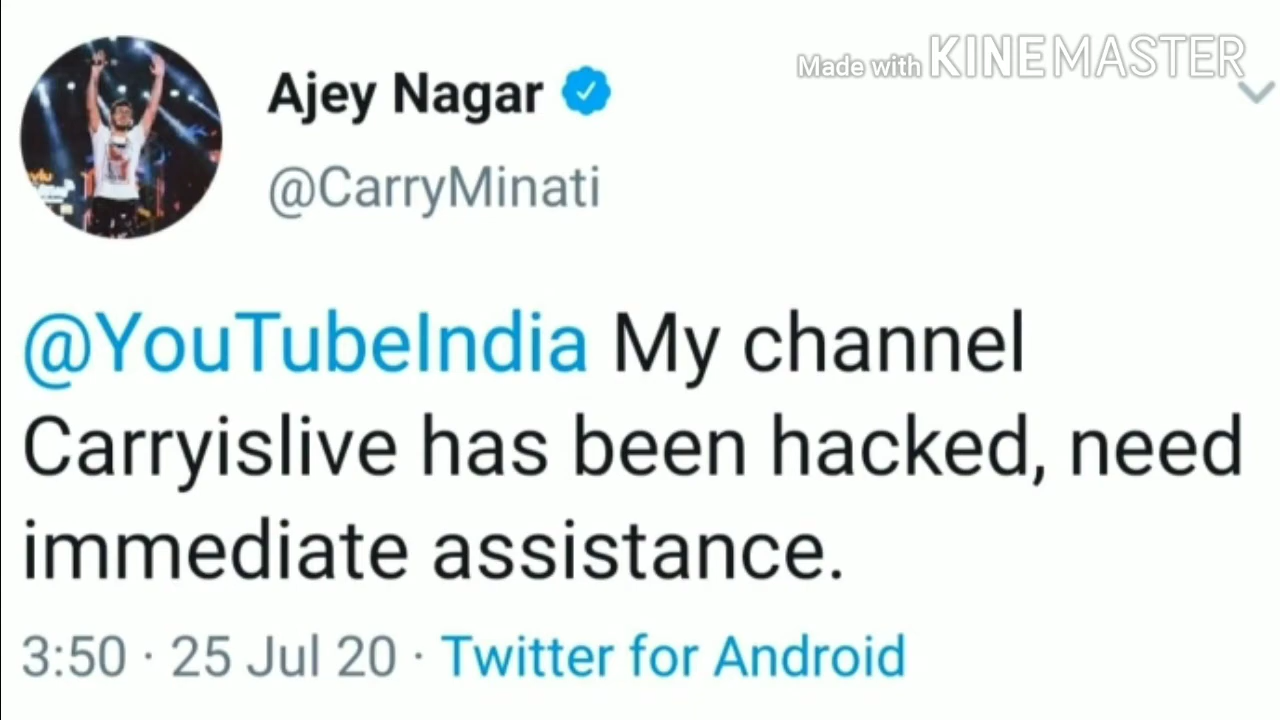 Made with KINEMASTER
Ajey Nagar
@CarryMinati
@YouTubeIndia My channel
Carryislive has been hacked, need
immediate assistance.
3:50 · 25 Jul 20 · Twitter for Android